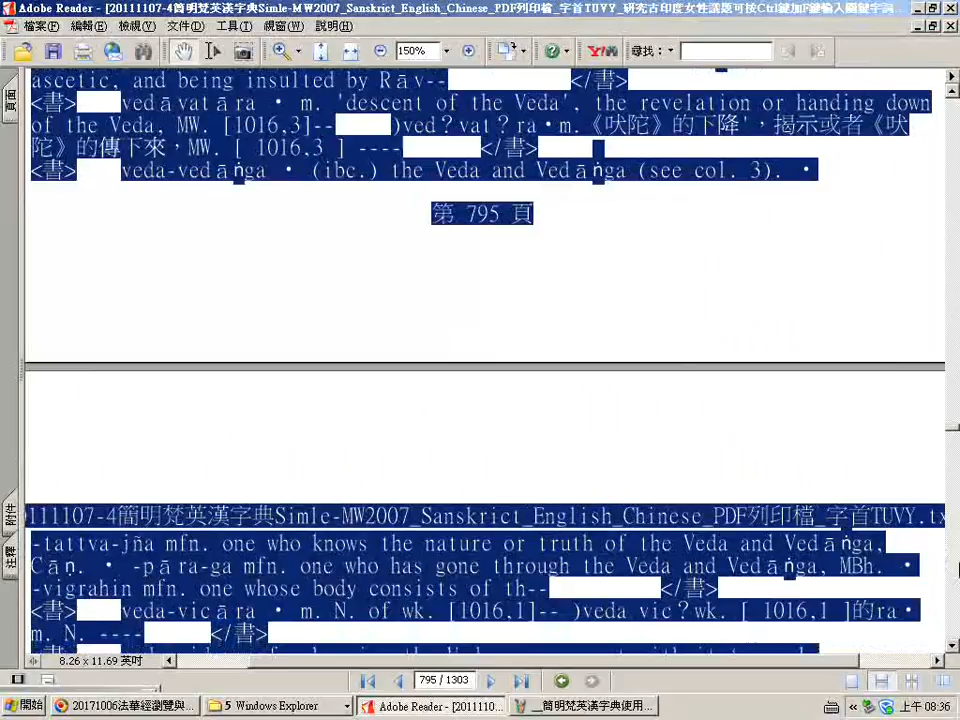 Adobe Reader - [20111107-4簡明梵英漢字典Simle-MW2007_Sanskrict_English_Chinese_PDF列印檔_字首TUVY_研究古印度女性議題可按Ctrl鍵加F鍵輸入關鍵字詞
檔案(F) 編輯(E) 檢視(V) 文件(D) 工具(T) 視窗(W) 說明(H)
150% 尋找:
頁面
ascetic, and being insulted by Rāv-- </書>
<書> vedāvatāra • m. 'descent of the Veda', the revelation or handing down
of the Veda, MW. [1016,3]-- )ved？vat？ra•m.《吠陀》的下降', 揭示或者《吠
陀》的傳下來, MW. [ 1016,3 ] ---- </書>
<書> veda-vedāṅga • (ibc.) the Veda and Vedāṅga (see col. 3). •
第 795 頁
附件
注釋
111107-4簡明梵英漢字典Simle-MW2007_Sanskrict_English_Chinese_PDF列印檔_字首TUVY.tx
-tattva-jña mfn. one who knows the nature or truth of the Veda and Vedāṅga,
Cāṇ. • -pāra-ga mfn. one who has gone through the Veda and Vedāṅga, MBh. •
-vigrahin mfn. one whose body consists of th-- </書>
<書> veda-vicāra • m. N. of wk. [1016,1]-- )veda vic？wk. [ 1016,1 ]的ra•
m. N. ---- </書>
8.26 x 11.69 英吋
795 / 1303
開始 20171006法華經瀏覽與... 5 Windows Explorer Adobe Reader - [2011110... __簡明梵英字典使用... 上午 08:36